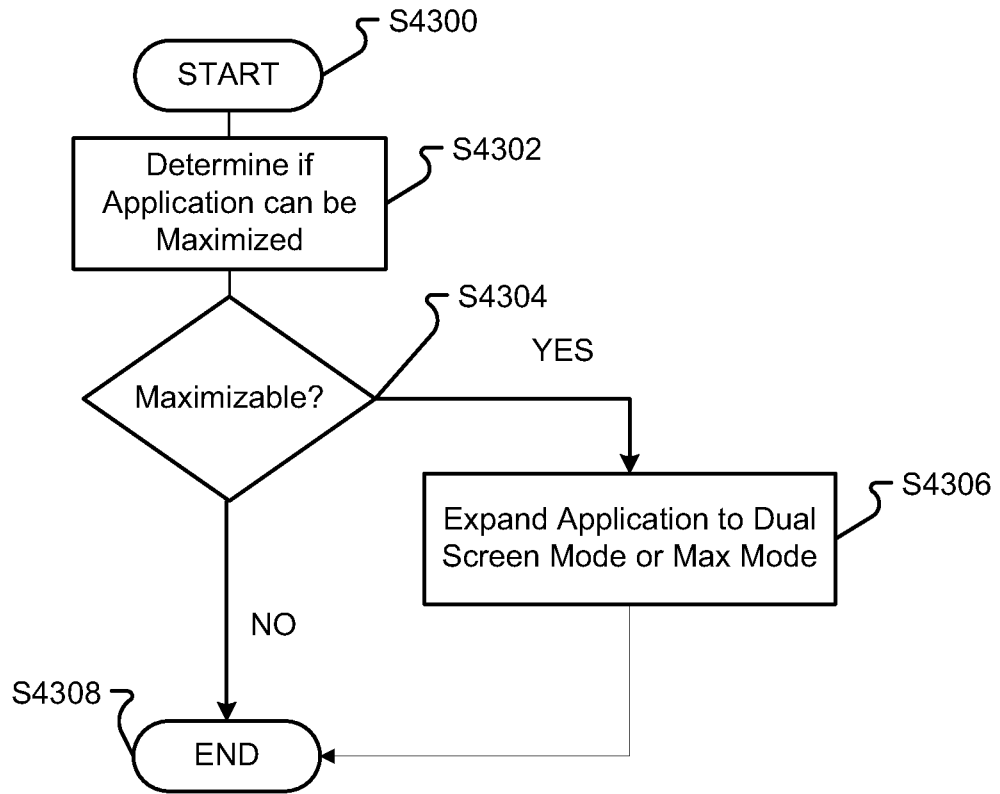 S4300
START
S4302
Determine if
Application can be
Maximized
S4304
YES
Maximizable?
S4306
Expand Application to Dual
Screen Mode or Max Mode
NO
S4308
END